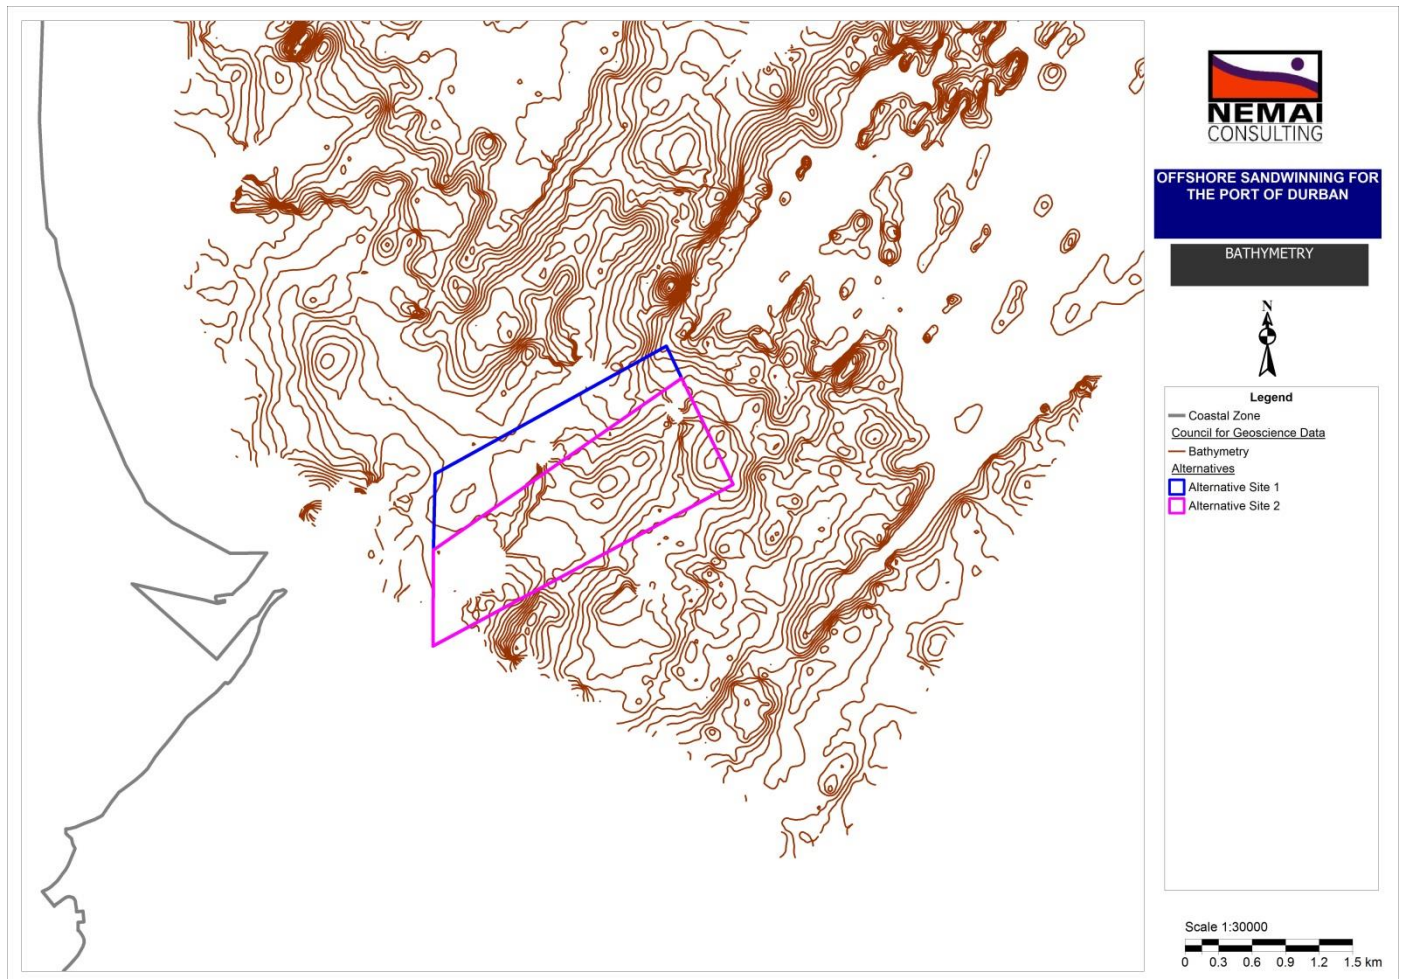 NEMAI
CONSULTING
OFFSHORE SANDWINNING FOR
THE PORT OF DURBAN
BATHYMETRY
N
Legend
Coastal Zone
Council for Geoscience Data
Bathymetry
Alternatives
Alternative Site 1
Alternative Site 2
Scale 1:30000
0 0.3 0.6 0.9 1.2 1.5 km